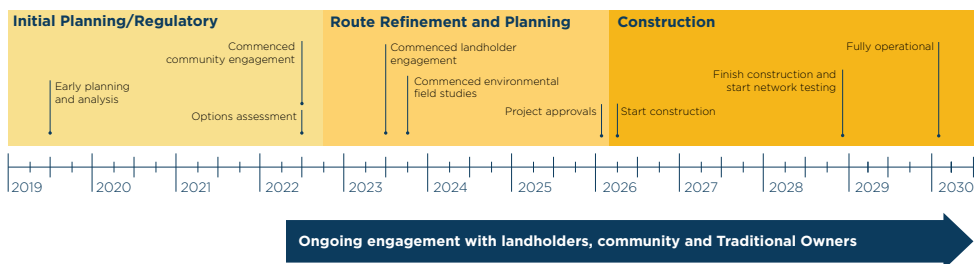 Initial Planning/Regulatory
Route Refinement and Planning
Construction
Commenced
community engagement
Commenced landholder
engagement
Fully operational
Early planning
and analysis
Commenced environmental
field studies
Finish construction and
start network testing
Options assessment
Project approvals
Start construction
2019
2020
2021
2022
2023
2024
2025
2026
2027
2028
2029
2030
Ongoing engagement with landholders, community and Traditional Owners